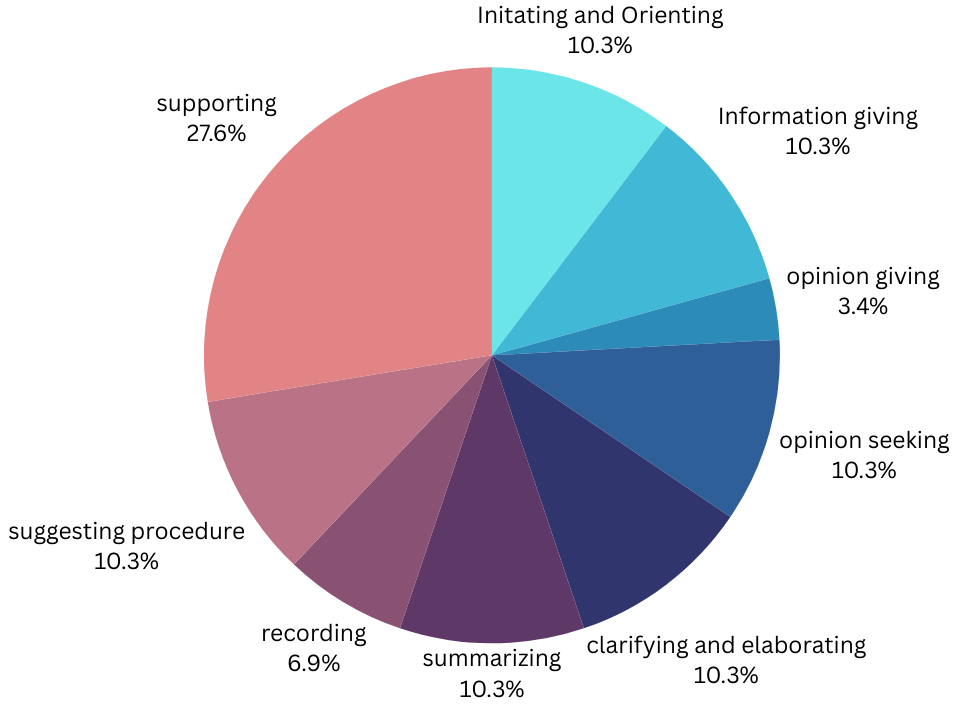 Initating and Orienting
10.3%
Information giving
10.3%
opinion giving
3.4%
opinion seeking
10.3%
clarifying and elaborating
10.3%
summarizing
10.3%
recording
6.9%
suggesting procedure
10.3%
supporting
27.6%